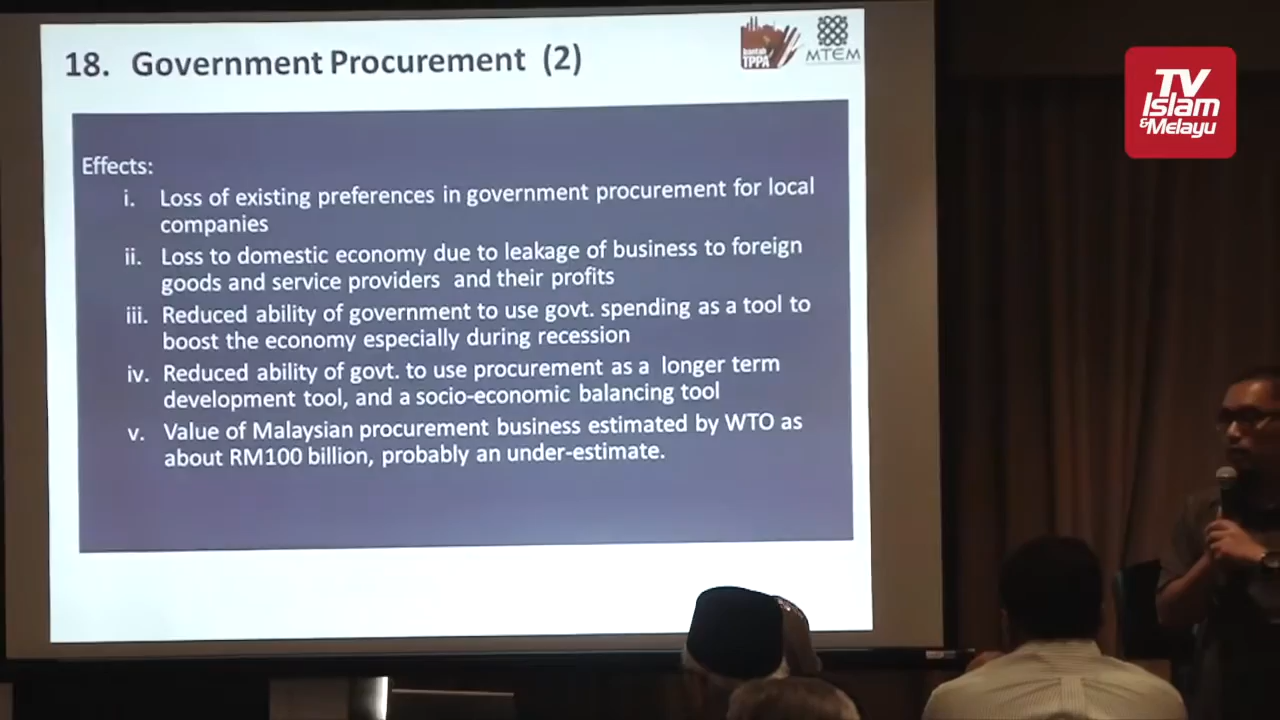 18. Government Procurement (2)
bantah
TPPA
MTEM
TV
Islam
&Melayu
Effects:
i. Loss of existing preferences in government procurement for local
companies
ii. Loss to domestic economy due to leakage of business to foreign
goods and service providers and their profits
iii. Reduced ability of government to use govt. spending as a tool to
boost the economy especially during recession
iv. Reduced ability of govt. to use procurement as a longer term
development tool, and a socio-economic balancing tool
v. Value of Malaysian procurement business estimated by WTO as
about RM100 billion, probably an under-estimate.